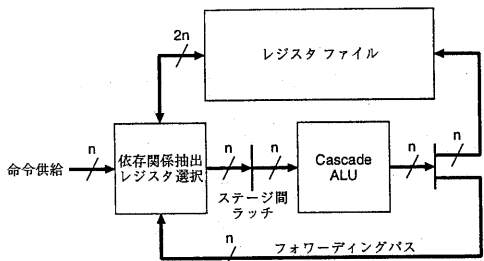 2n
レジスタ ファイル
n
命令供給
n
依存関係抽出
レジスタ選択
n
n
ステージ間
ラッチ
Cascade
ALU
n
n
フォワーディングパス